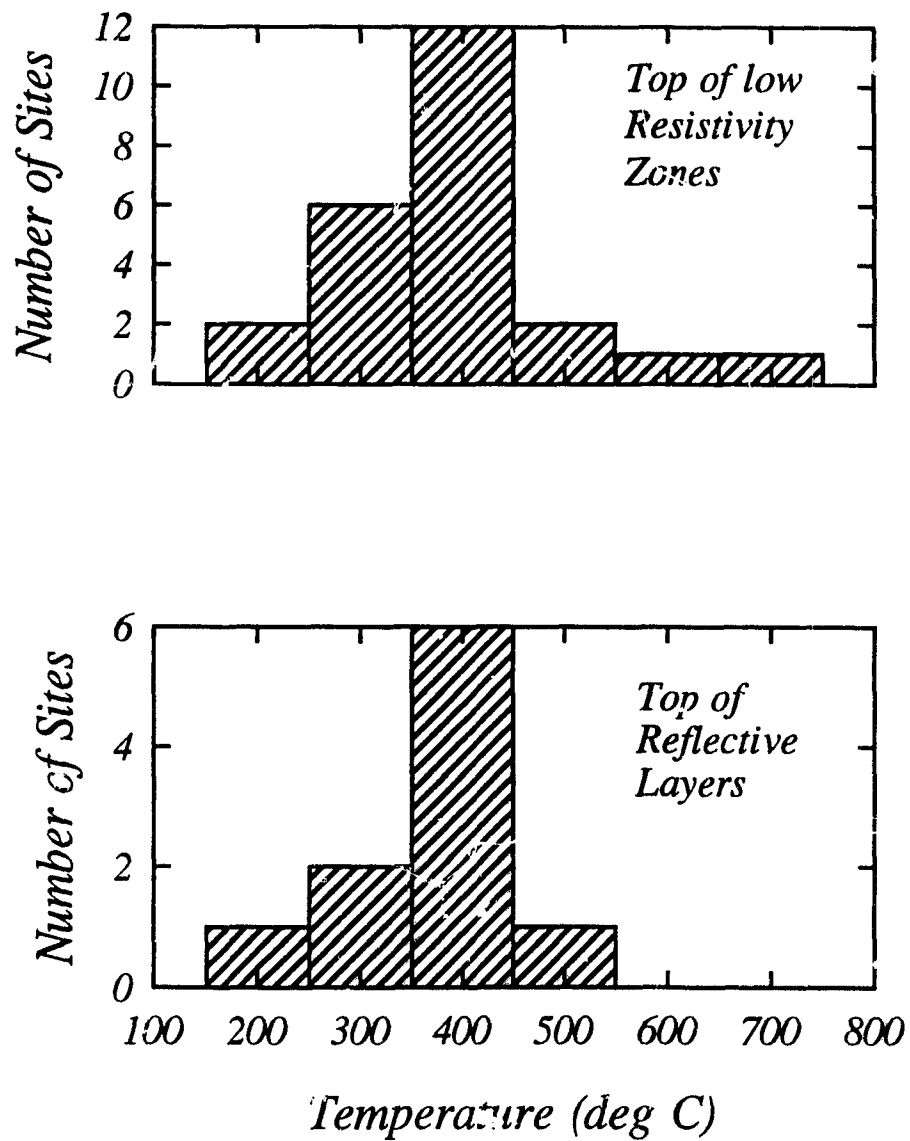 Number of Sites
12
10
8
6
4
2
0
Top of low
Resistivity
Zones
Number of Sites
6
4
2
0
Top of
Reflective
Layers
100 200 300 400 500 600 700 800
Temperature (deg C)